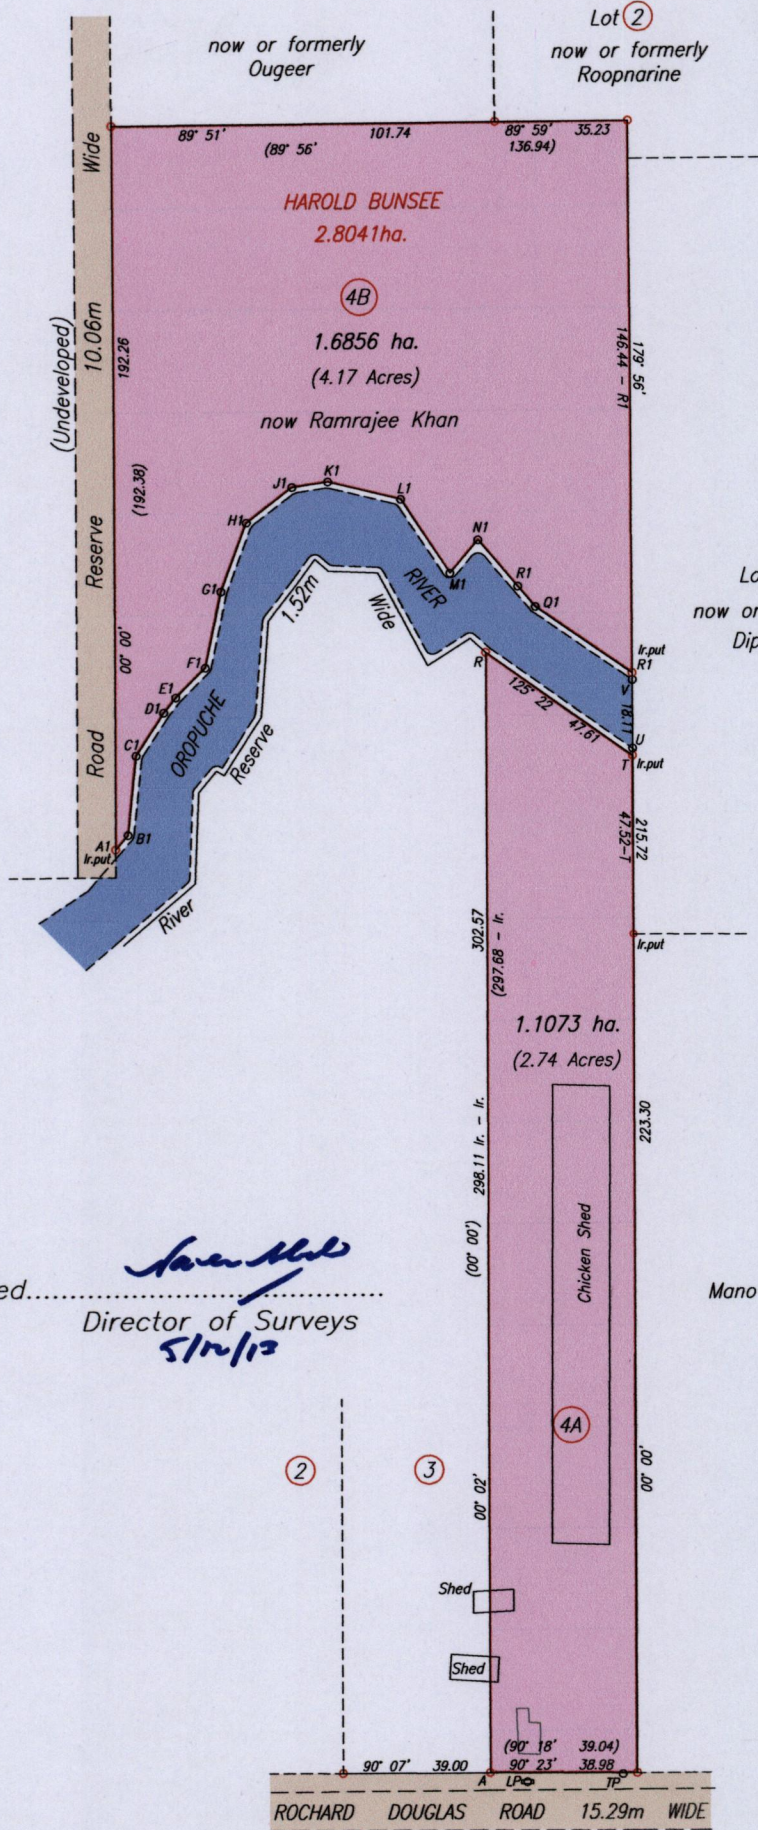 Lot 2
now or formerly
Ougeer
now or formerly
Roopnarine
89° 51'
101.74
89° 59'
35.23
(89° 56'
136.94)
HAROLD BUNSEE
2.8041ha.
4B
1.6856 ha.
(4.17 Acres)
now Ramrajee Khan
Road Reserve 10.06m Wide
(Undeveloped)
192.26
(192.38)
00° 00'
179° 56'
146.44 - R1
J1
K1
L1
H1
N1
M1
R1
Q1
G1
F1
E1
D1
C1
B1
A1
Ir.put
OROPUCHE
RIVER
1.52m
Wide
Reserve
River
R
125° 22
47.61
Ir.put
R1
V
18.11
U
T
Ir.put
215.72
47.52-T
Ir.put
Lo
now or
Dip
302.57
(297.68 - Ir.
298.11 Ir. - Ir.
(00° 00')
00° 02'
1.1073 ha.
(2.74 Acres)
223.30
00° 00'
Chicken Shed
4A
Mano
ed.......................................................
Director of Surveys
5/12/13
2
3
Shed
Shed
(90° 18' 39.04)
90° 07' 39.00
90° 23' 38.98
A
LP
TP
ROCHARD DOUGLAS ROAD 15.29m WIDE